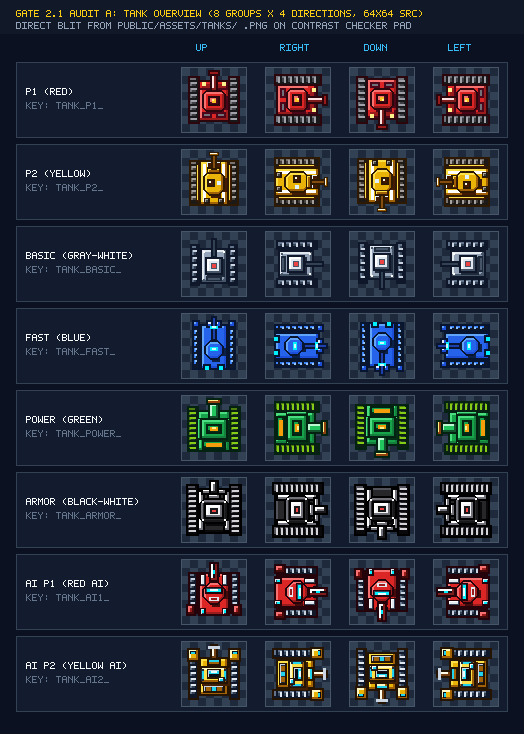 GATE 2.1 AUDIT A: TANK OVERVIEW (8 GROUPS X 4 DIRECTIONS, 64X64 SRC)
DIRECT BLIT FROM PUBLIC/ASSETS/TANKS/ .PNG ON CONTRAST CHECKER PAD
UP RIGHT DOWN LEFT
P1 (RED)
KEY: TANK_P1_
P2 (YELLOW)
KEY: TANK_P2_
BASIC (GRAY-WHITE)
KEY: TANK_BASIC_
FAST (BLUE)
KEY: TANK_FAST_
POWER (GREEN)
KEY: TANK_POWER_
ARMOR (BLACK-WHITE)
KEY: TANK_ARMOR_
AI P1 (RED AI)
KEY: TANK_AI1_
AI P2 (YELLOW AI)
KEY: TANK_AI2_